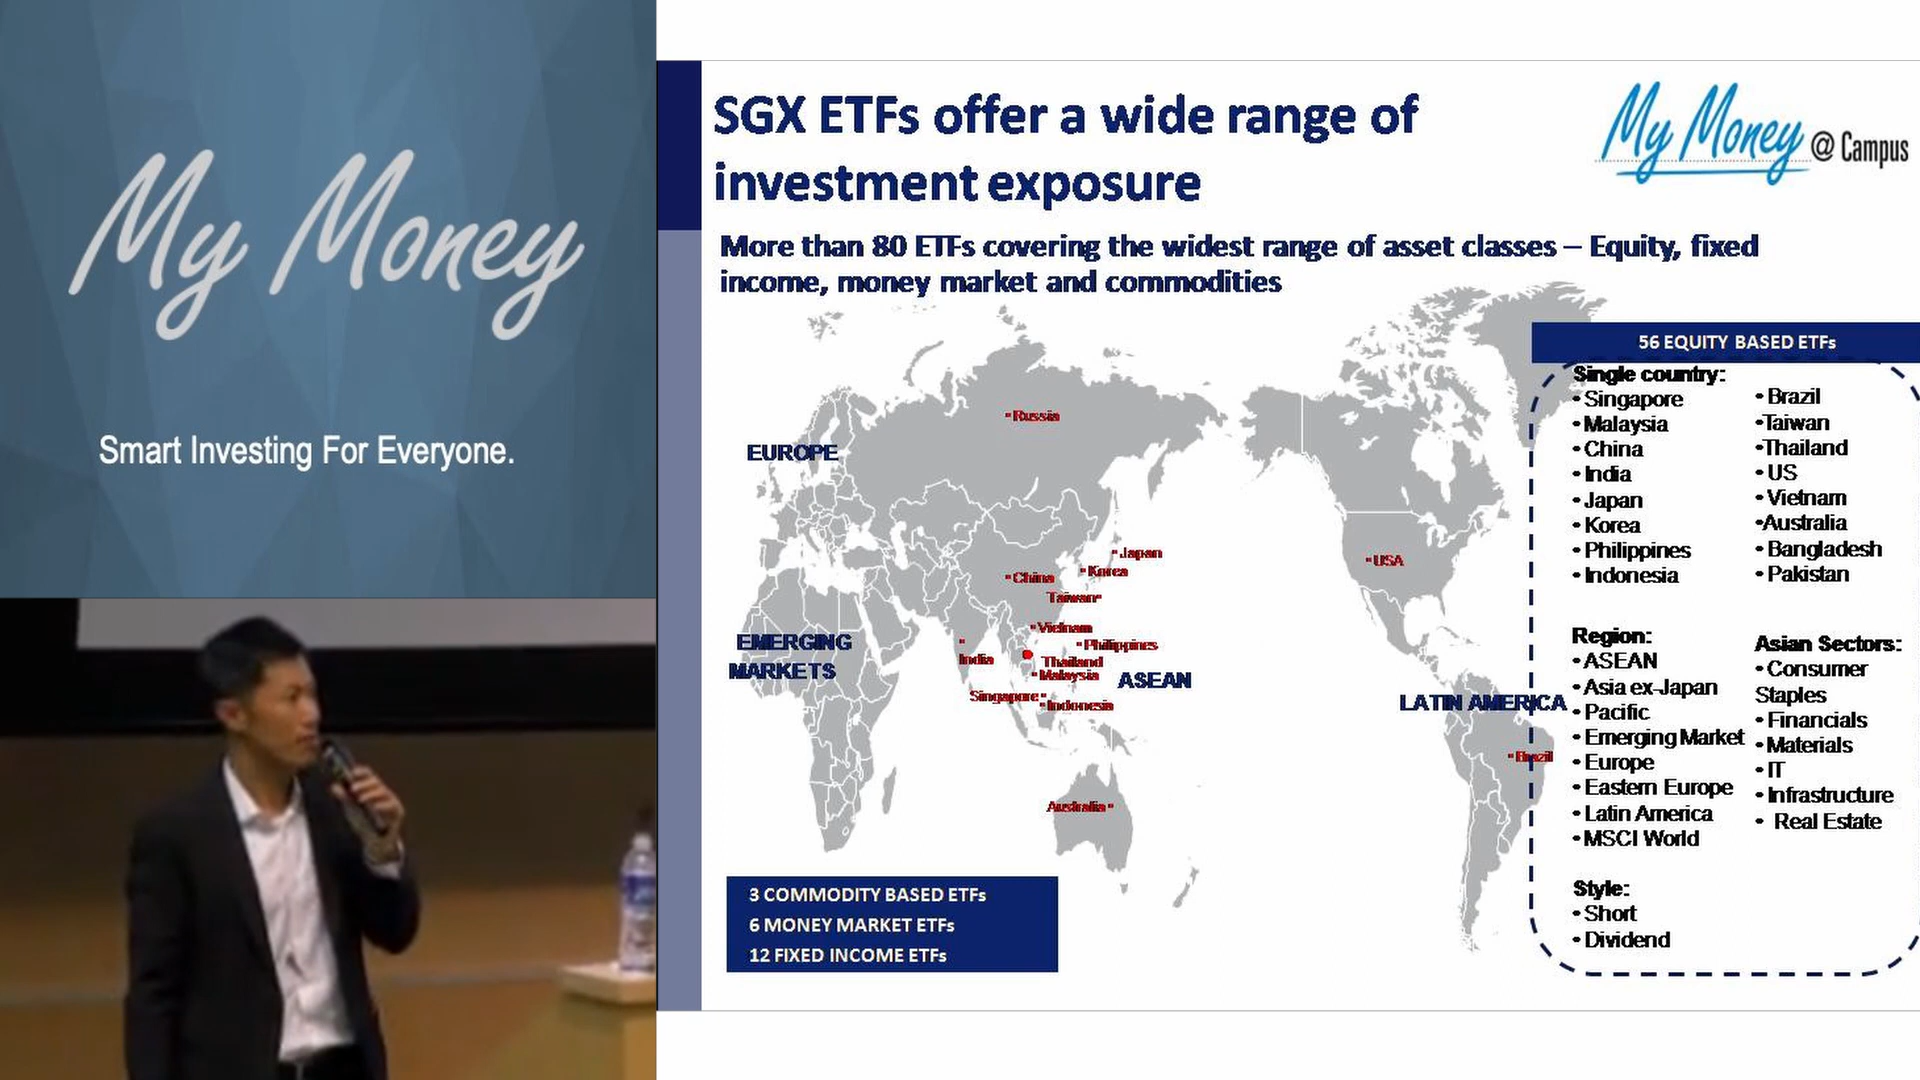 My Money
Smart Investing For Everyone.
SGX ETFs offer a wide range of
investment exposure
My Money @ Campus
More than 80 ETFs covering the widest range of asset classes – Equity, fixed
income, money market and commodities
EUROPE
EMERGING
MARKETS
ASEAN
LATIN AMERICA
• Russia
• Japan
• Korea
• China
Taiwan•
• Vietnam
• Philippines
India
Thailand
• Malaysia
Singapore•
• Indonesia
Australia •
• USA
• Brazil
3 COMMODITY BASED ETFs
6 MONEY MARKET ETFs
12 FIXED INCOME ETFs
56 EQUITY BASED ETFs
Single country:
• Singapore
• Malaysia
• China
• India
• Japan
• Korea
• Philippines
• Indonesia
• Brazil
•Taiwan
•Thailand
• US
• Vietnam
•Australia
• Bangladesh
• Pakistan
Region:
• ASEAN
• Asia ex-Japan
• Pacific
• Emerging Market
• Europe
• Eastern Europe
• Latin America
• MSCI World
Asian Sectors:
• Consumer
Staples
• Financials
• Materials
• IT
• Infrastructure
• Real Estate
Style:
• Short
• Dividend